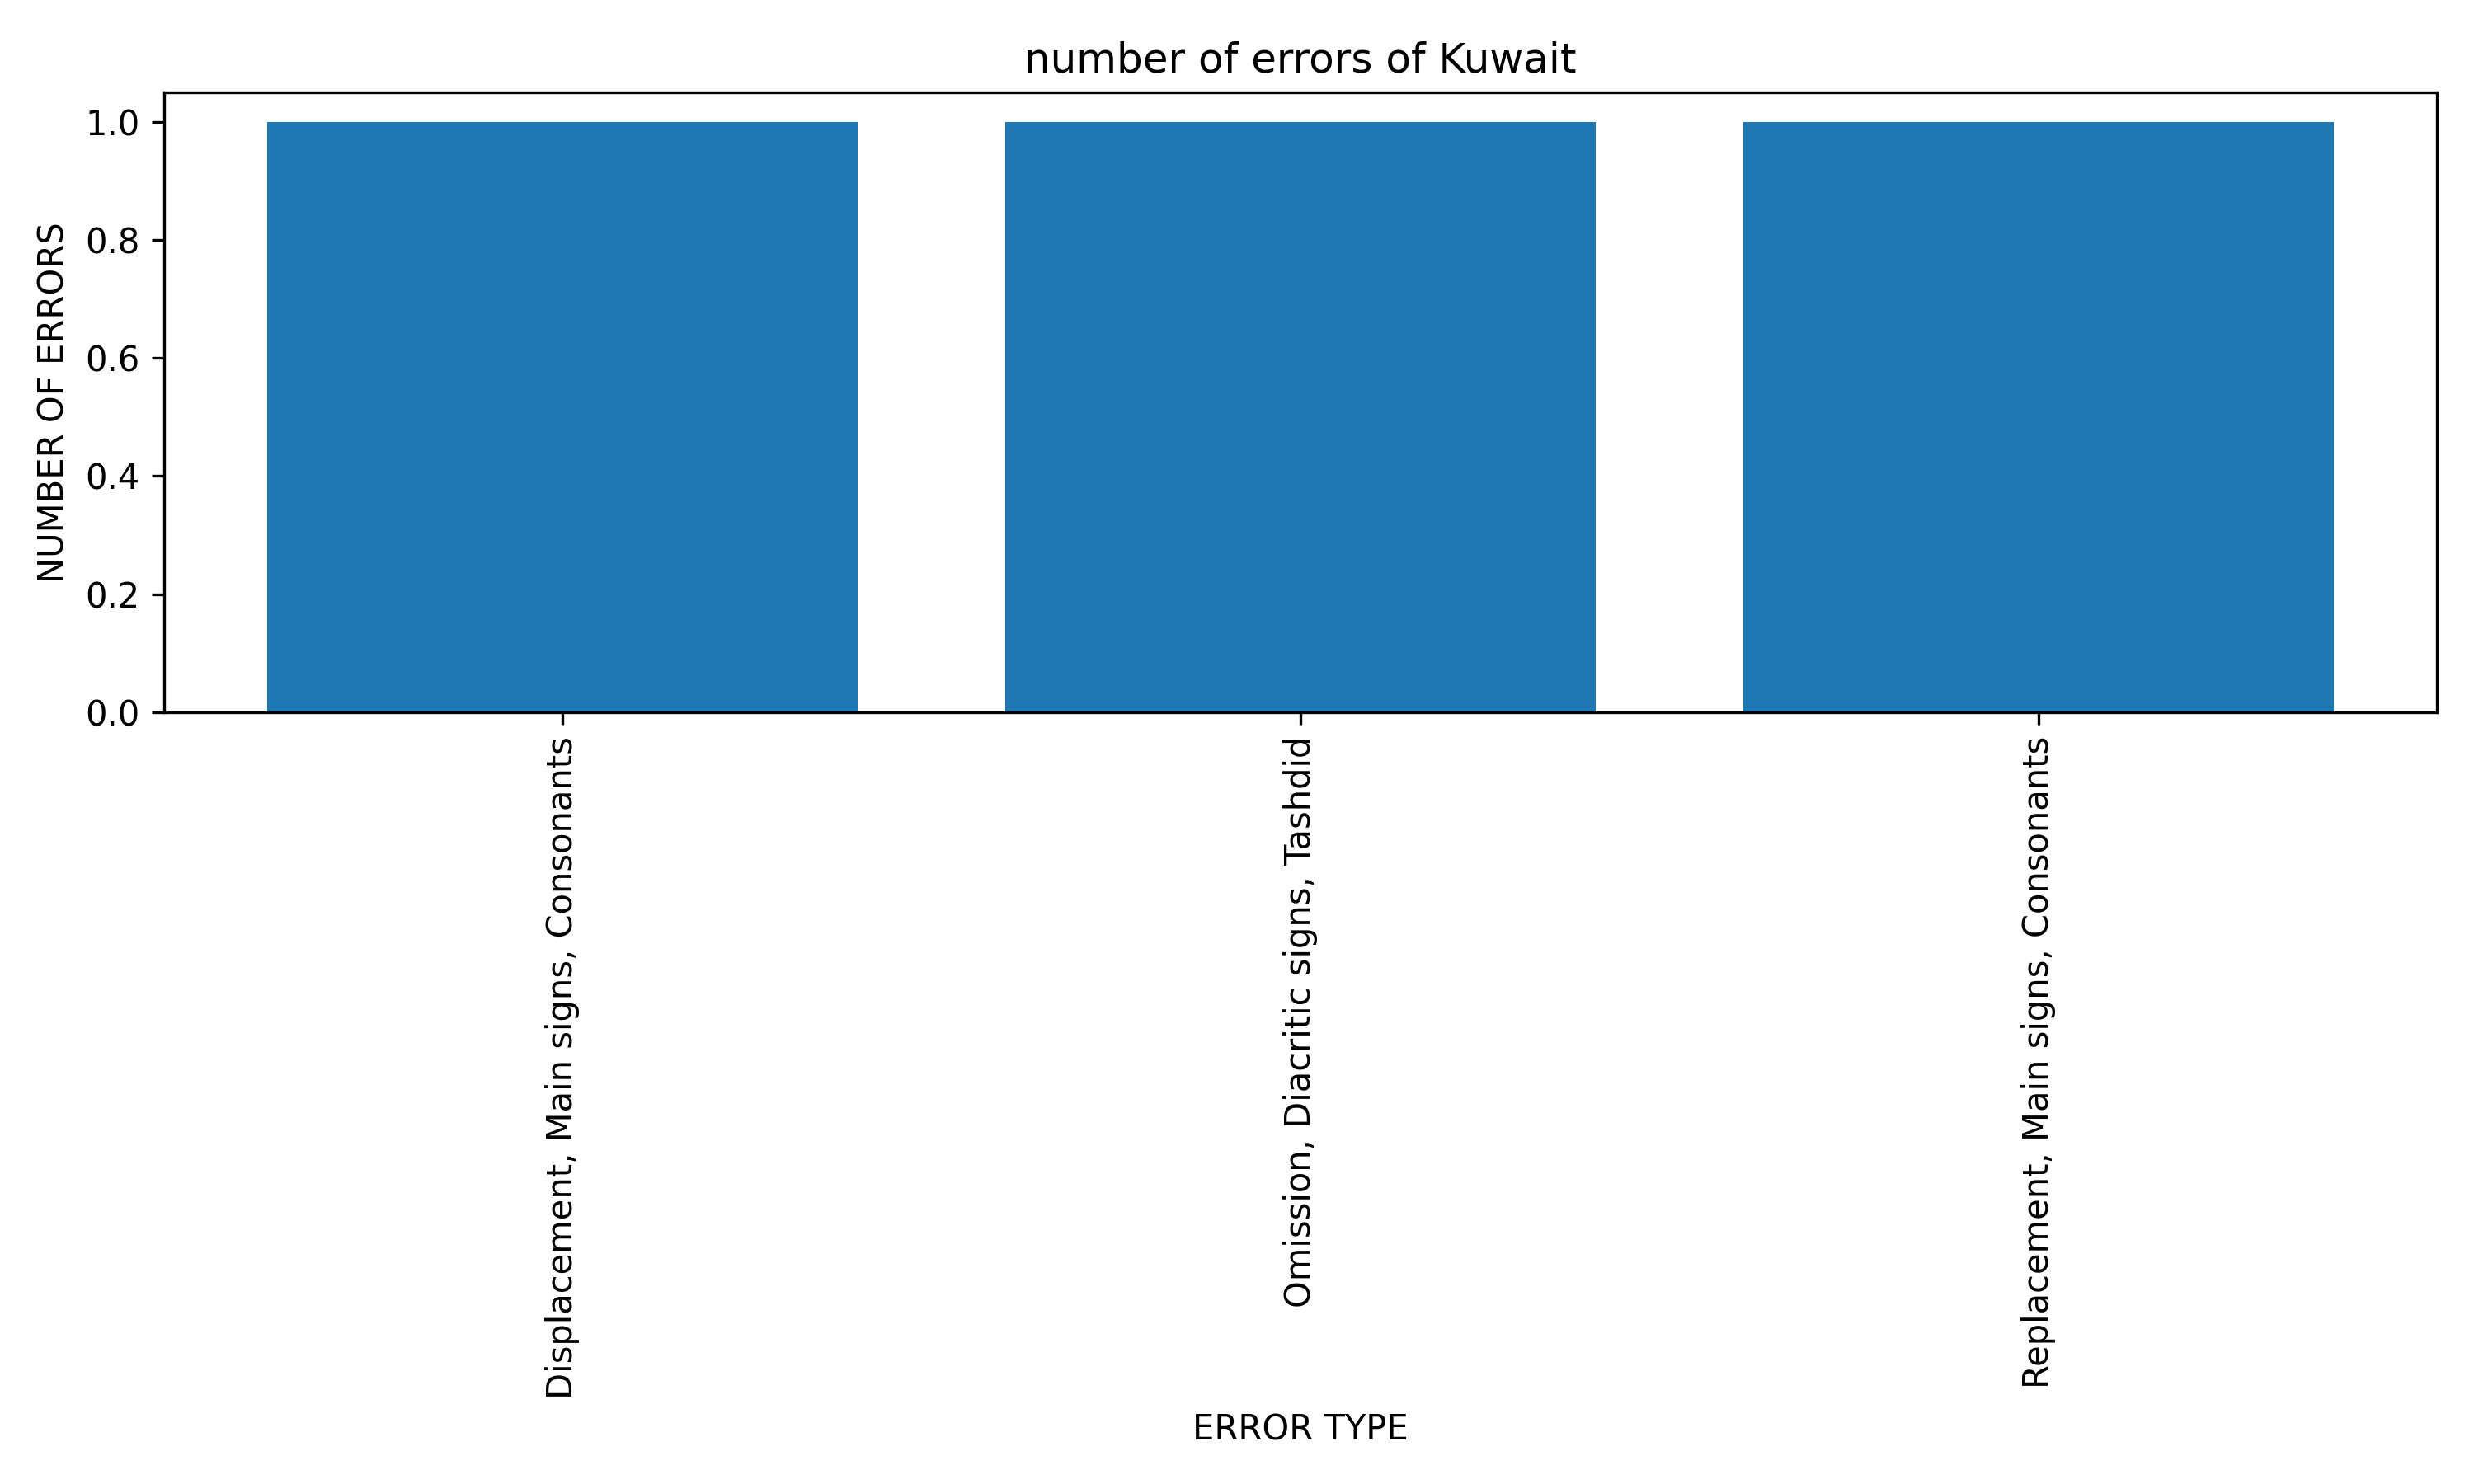 number of errors of Kuwait
NUMBER OF ERRORS
1.0
0.8
0.6
0.4
0.2
0.0
Displacement, Main signs, Consonants
Omission, Diacritic signs, Tashdid
Replacement, Main signs, Consonants
ERROR TYPE